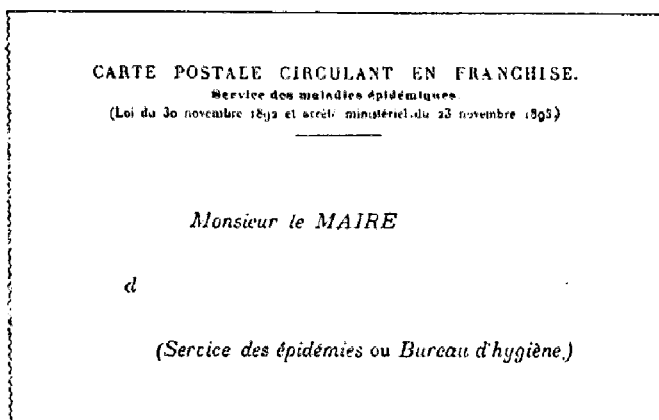 CARTE POSTALE CIRCULANT EN FRANCHISE.
Service des maladies épidémiques
(Loi du 30 novembre 1892 et arrêté ministériel du 23 novembre 1893)
Monsieur le MAIRE
d
(Service des épidémies ou Bureau d'hygiène.)